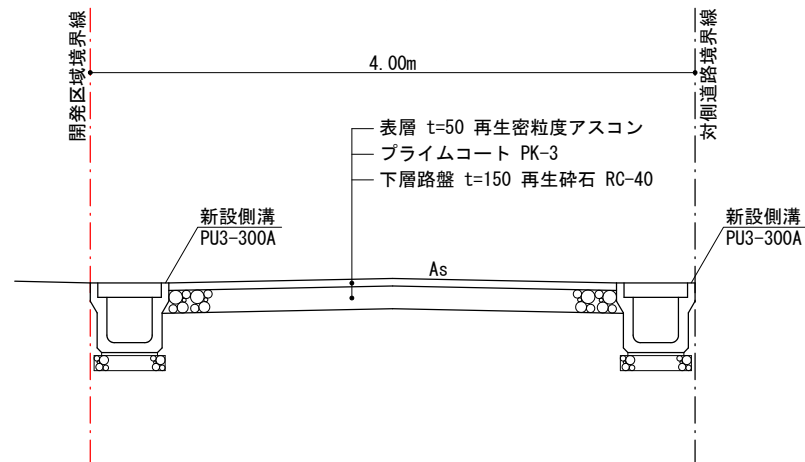 開発区域境界線
4.00m
対側道路境界線
表層 t=50 再生密粒度アスコン
プライムコート PK-3
下層路盤 t=150 再生砕石 RC-40
新設側溝
PU3-300A
新設側溝
PU3-300A
As